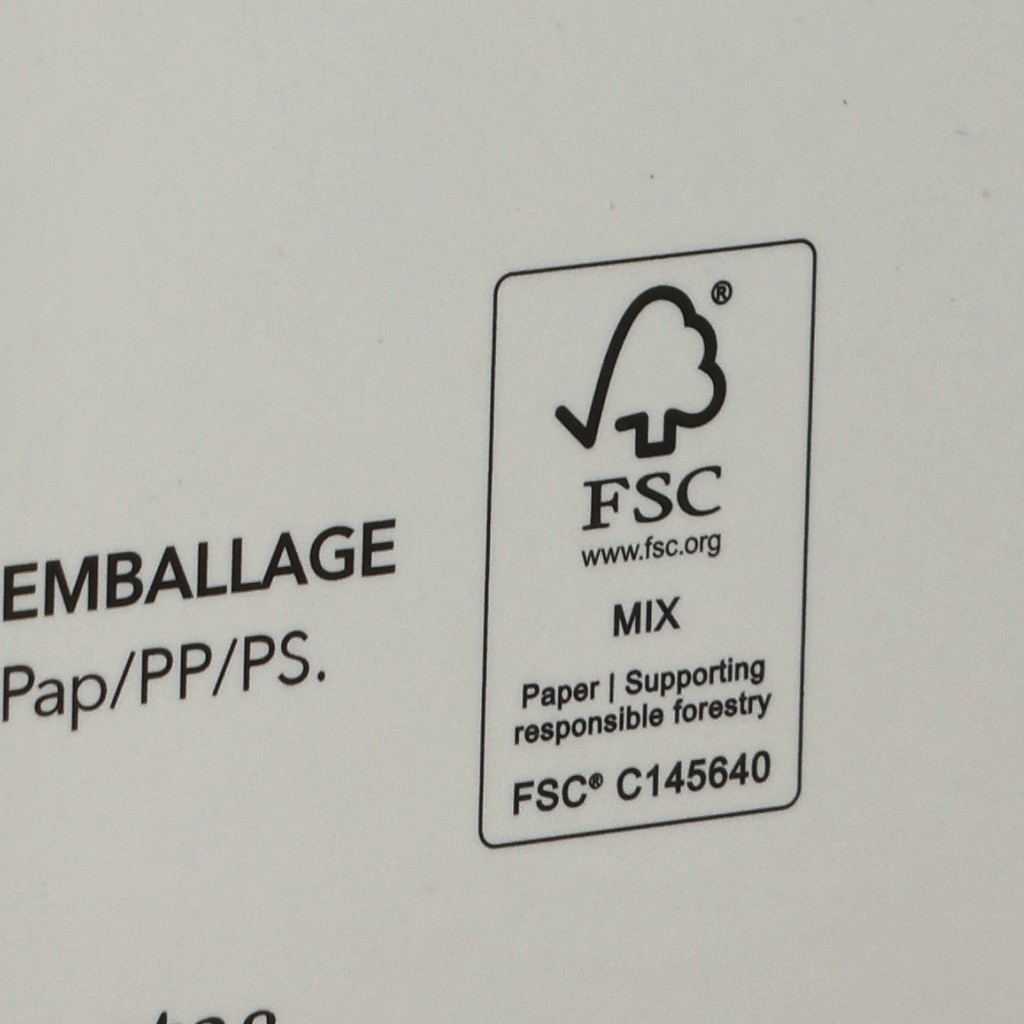 EMBALLAGE
Pap/PP/PS.
®
FSC
www.fsc.org
MIX
Paper | Supporting
responsible forestry
FSC® C145640